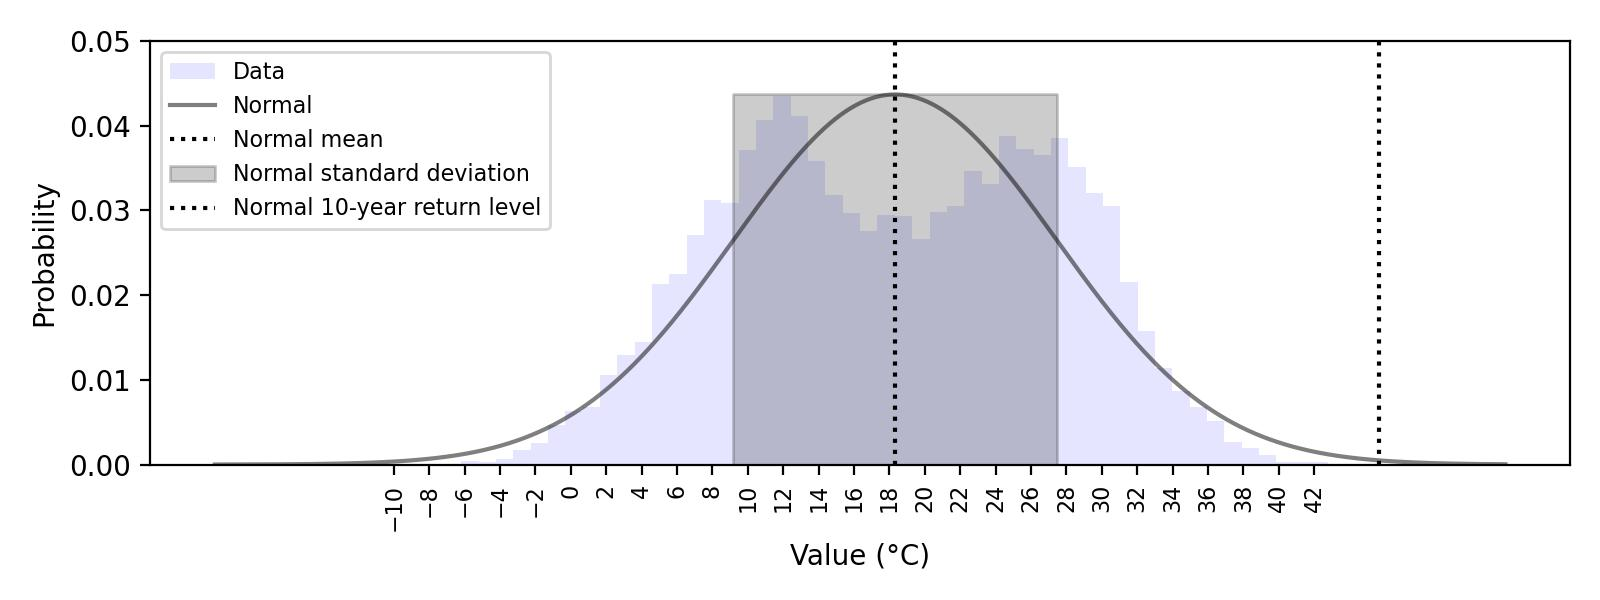 0.05
0.04
0.03
0.02
0.01
0.00
Probability
Data
Normal
Normal mean
Normal standard deviation
Normal 10-year return level
−10 −8 −6 −4 −2 0 2 4 6 8 10 12 14 16 18 20 22 24 26 28 30 32 34 36 38 40 42
Value (°C)